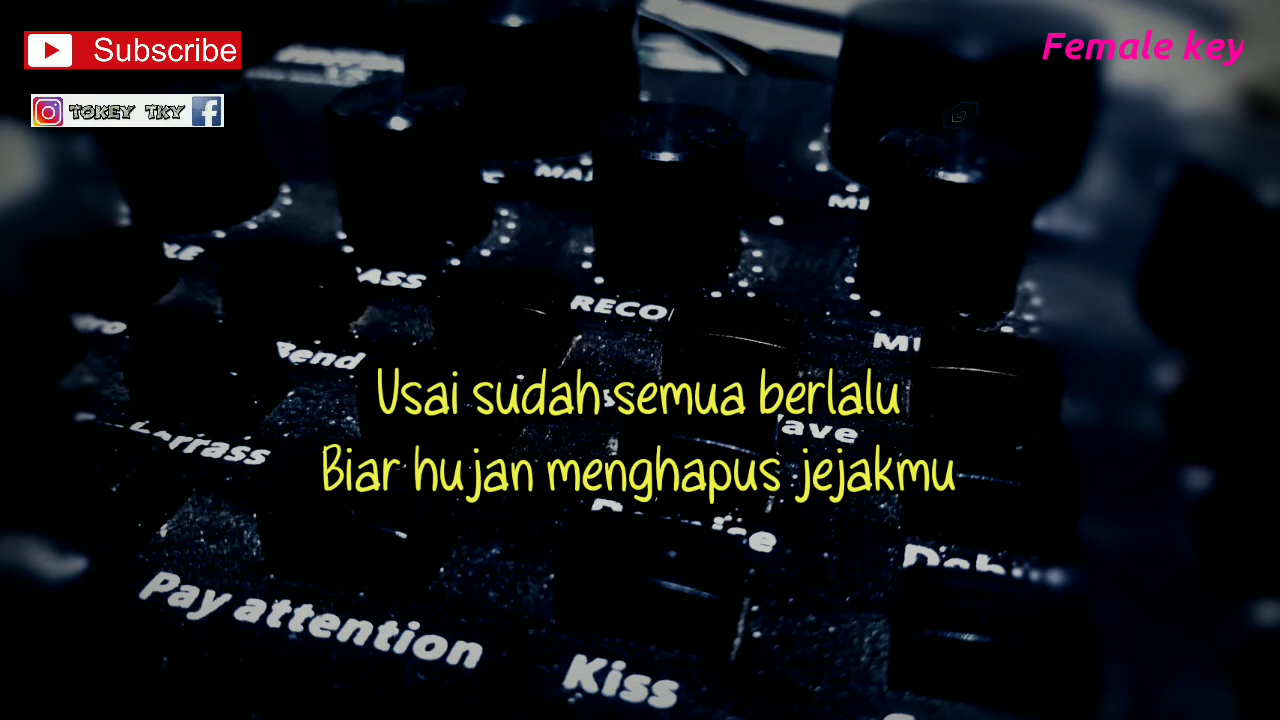 Subscribe
Female key
TOKEY TKY
RECO
Bend
Usai sudah semua berlalu
Biar hujan menghapus jejakmu
Pay attention
Kiss